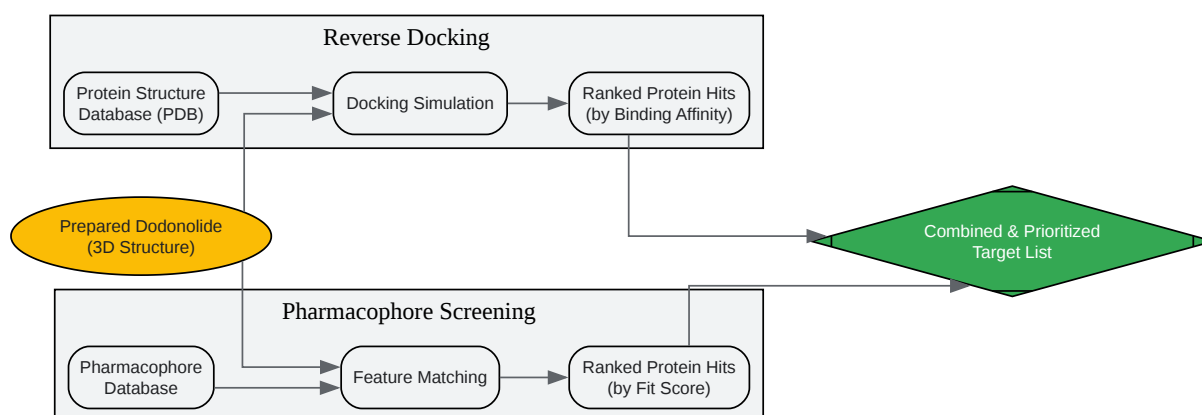 Reverse Docking
Protein Structure
Database (PDB)
Docking Simulation
Ranked Protein Hits
(by Binding Affinity)
Prepared Dodonolide
(3D Structure)
Combined & Prioritized
Target List
Pharmacophore Screening
Pharmacophore
Database
Feature Matching
Ranked Protein Hits
(by Fit Score)